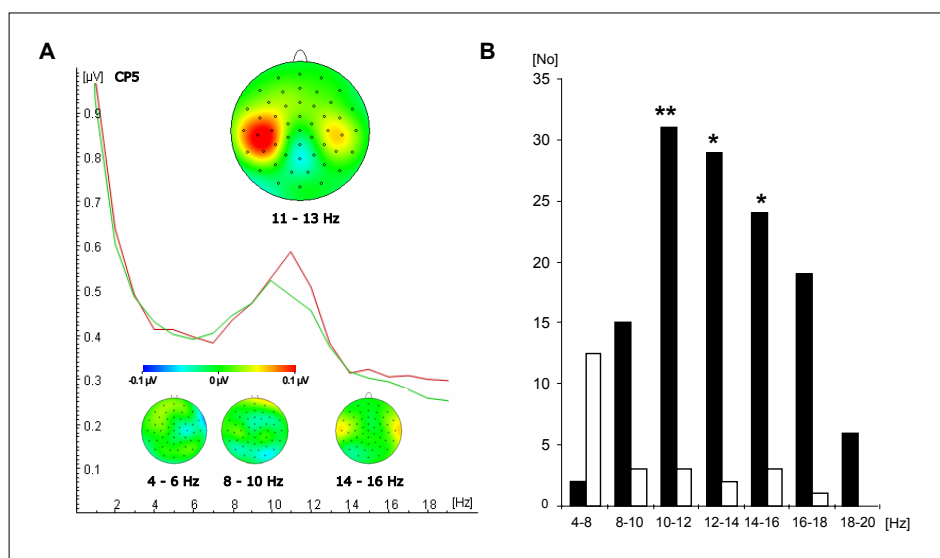 A
[µV] CP5
0.9
0.8
0.7
0.6
0.5
0.4
0.3
0.2
0.1
2 4 6 8 10 12 14 16 18 [Hz]
11 - 13 Hz
-0.1 µV 0 µV 0.1 µV
4 - 6 Hz 8 - 10 Hz 14 - 16 Hz
B
[No]
35
30
25
20
15
10
5
0
** * *
4-8 8-10 10-12 12-14 14-16 16-18 18-20 [Hz]